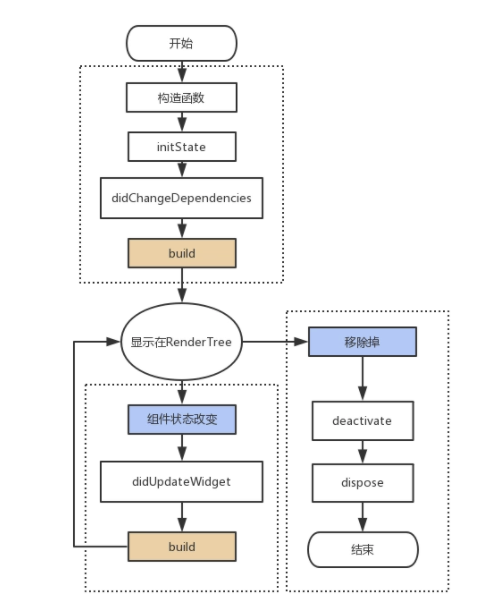 开始
构造函数
initState
didChangeDependencies
build
显示在RenderTree
移除掉
组件状态改变
deactivate
didUpdateWidget
dispose
build
结束